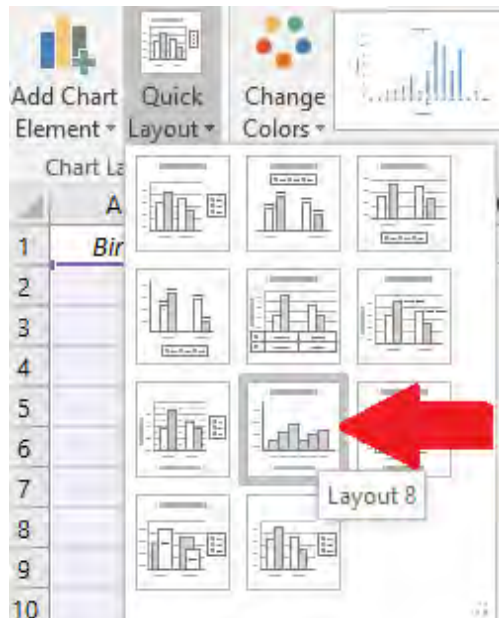 Add Chart Element
Quick Layout
Change Colors
Chart La
A
1 Bir
2
3
4
5
6
7
Layout 8
8
9
10